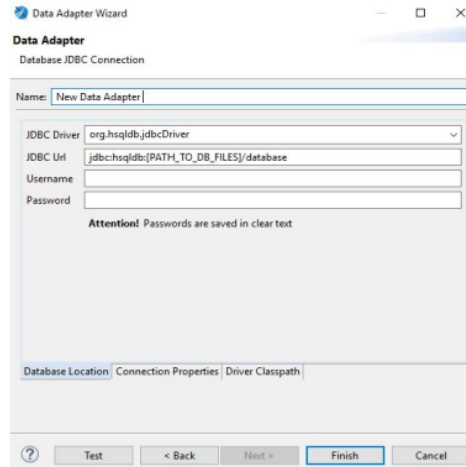 Data Adapter Wizard
Data Adapter
Database JDBC Connection
Name: New Data Adapter
JDBC Driver org.hsqldb.jdbcDriver
JDBC Url jdbc:hsqldb:[PATH_TO_DB_FILES]/database
Username
Password
Attention! Passwords are saved in clear text
Database Location Connection Properties Driver Classpath
? Test < Back Next > Finish Cancel